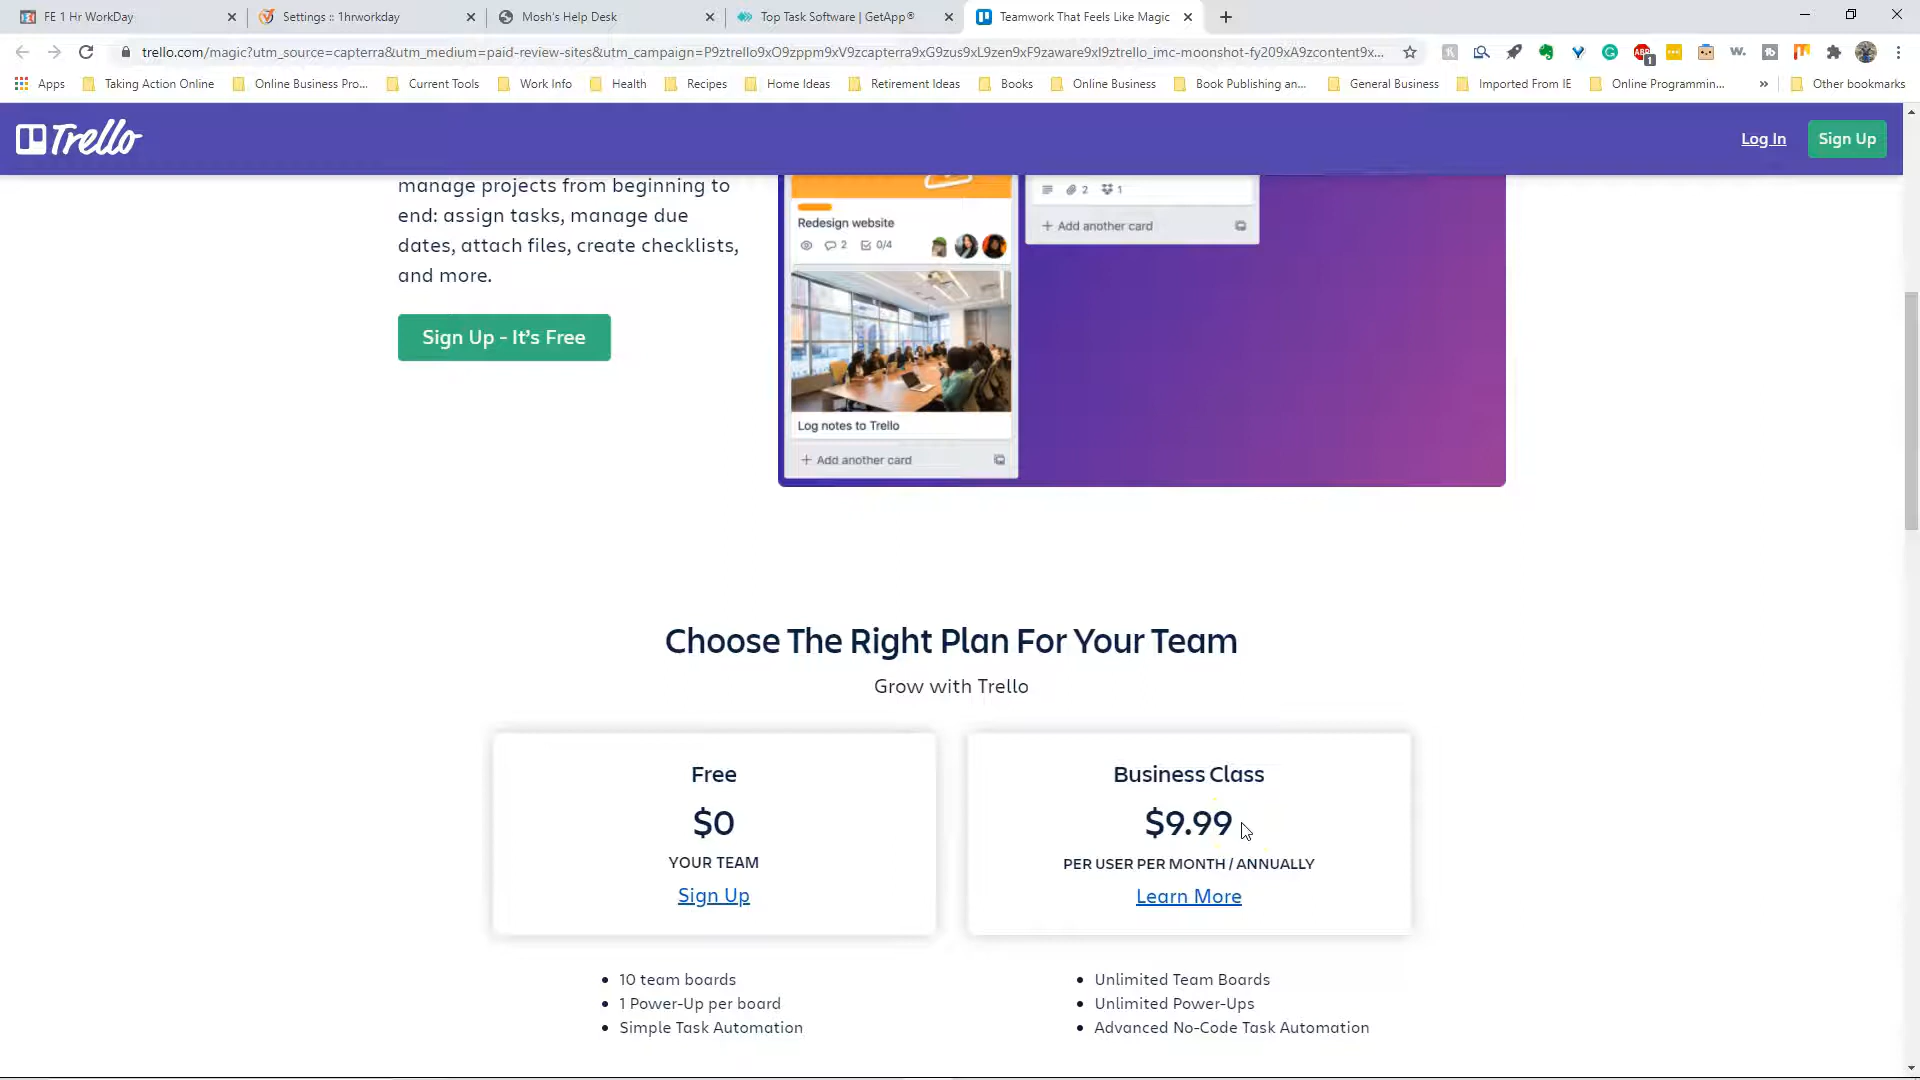 FE 1 Hr WorkDay
Settings :: 1hrworkday
Mosh's Help Desk
Top Task Software | GetApp®
Teamwork That Feels Like Magic
trello.com/magic?utm_source=capterra&utm_medium=paid-review-sites&utm_campaign=P9ztrello9xO9zppm9xV9zcapterra9xG9zus9xL9zen9xF9zaware9xI9ztrello_imc-moonshot-fy209xA9zcontent9x...
Apps
Taking Action Online
Online Business Pro...
Current Tools
Work Info
Health
Recipes
Home Ideas
Retirement Ideas
Books
Online Business
Book Publishing an...
General Business
Imported From IE
Online Programmin...
»
Other bookmarks
Trello
Log In
Sign Up
manage projects from beginning to
end: assign tasks, manage due
dates, attach files, create checklists,
and more.
Sign Up - It's Free
Redesign website
2 0/4
Log notes to Trello
+ Add another card
2 1
+ Add another card
Choose The Right Plan For Your Team
Grow with Trello
Free
$0
YOUR TEAM
Sign Up
10 team boards
1 Power-Up per board
Simple Task Automation
Business Class
$9.99
PER USER PER MONTH / ANNUALLY
Learn More
Unlimited Team Boards
Unlimited Power-Ups
Advanced No-Code Task Automation